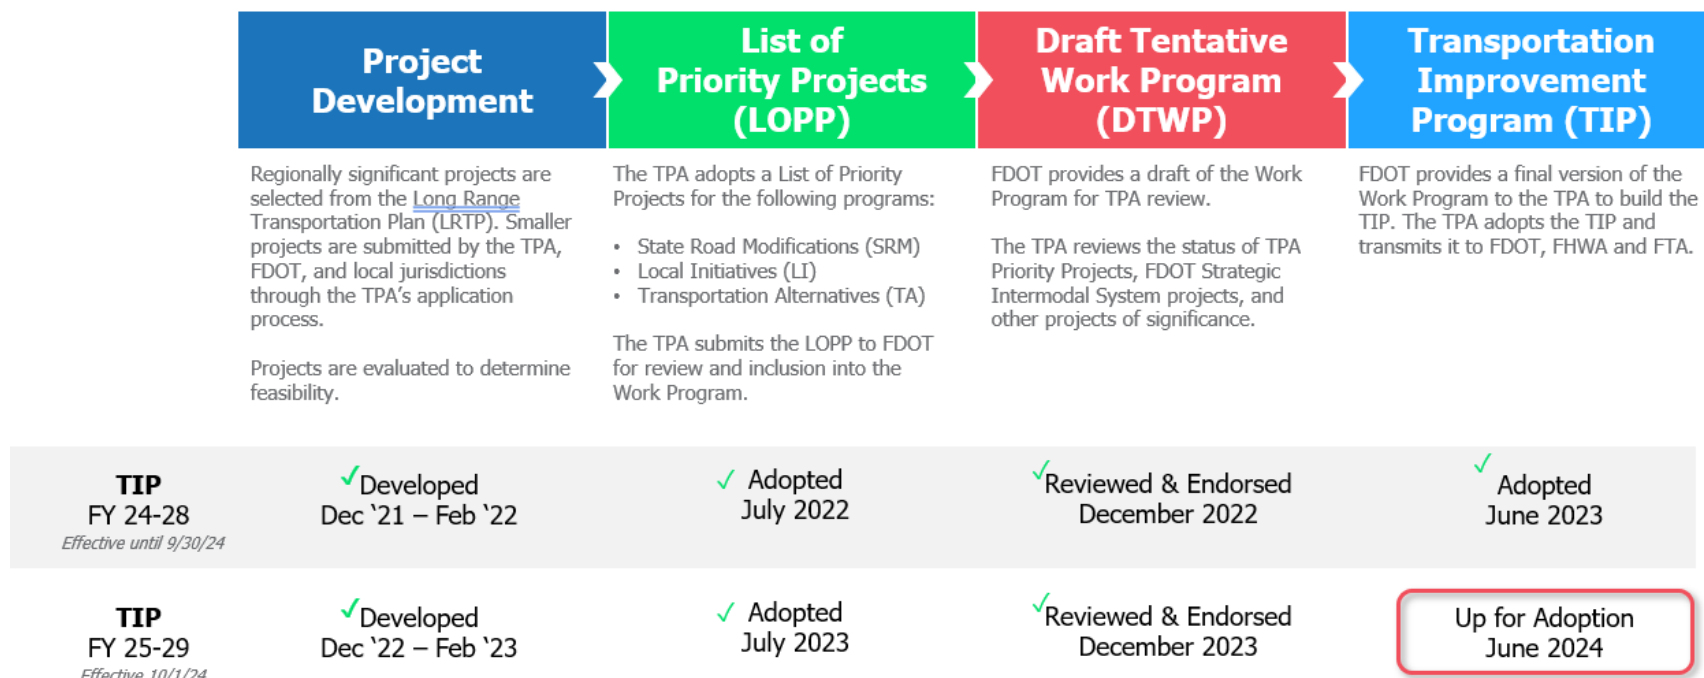 Project
Development
List of
Priority Projects
(LOPP)
Draft Tentative
Work Program
(DTWP)
Transportation
Improvement
Program (TIP)
Regionally significant projects are
selected from the Long Range
Transportation Plan (LRTP). Smaller
projects are submitted by the TPA,
FDOT, and local jurisdictions
through the TPA's application
process.
Projects are evaluated to determine
feasibility.
The TPA adopts a List of Priority
Projects for the following programs:
• State Road Modifications (SRM)
• Local Initiatives (LI)
• Transportation Alternatives (TA)
The TPA submits the LOPP to FDOT
for review and inclusion into the
Work Program.
FDOT provides a draft of the Work
Program for TPA review.
The TPA reviews the status of TPA
Priority Projects, FDOT Strategic
Intermodal System projects, and
other projects of significance.
FDOT provides a final version of the
Work Program to the TPA to build the
TIP. The TPA adopts the TIP and
transmits it to FDOT, FHWA and FTA.
TIP
FY 24-28
Effective until 9/30/24
✓Developed
Dec ‘21 – Feb ‘22
✓ Adopted
July 2022
✓Reviewed & Endorsed
December 2022
✓ Adopted
June 2023
TIP
FY 25-29
Effective 10/1/24
✓Developed
Dec ‘22 – Feb ‘23
✓ Adopted
July 2023
✓Reviewed & Endorsed
December 2023
Up for Adoption
June 2024